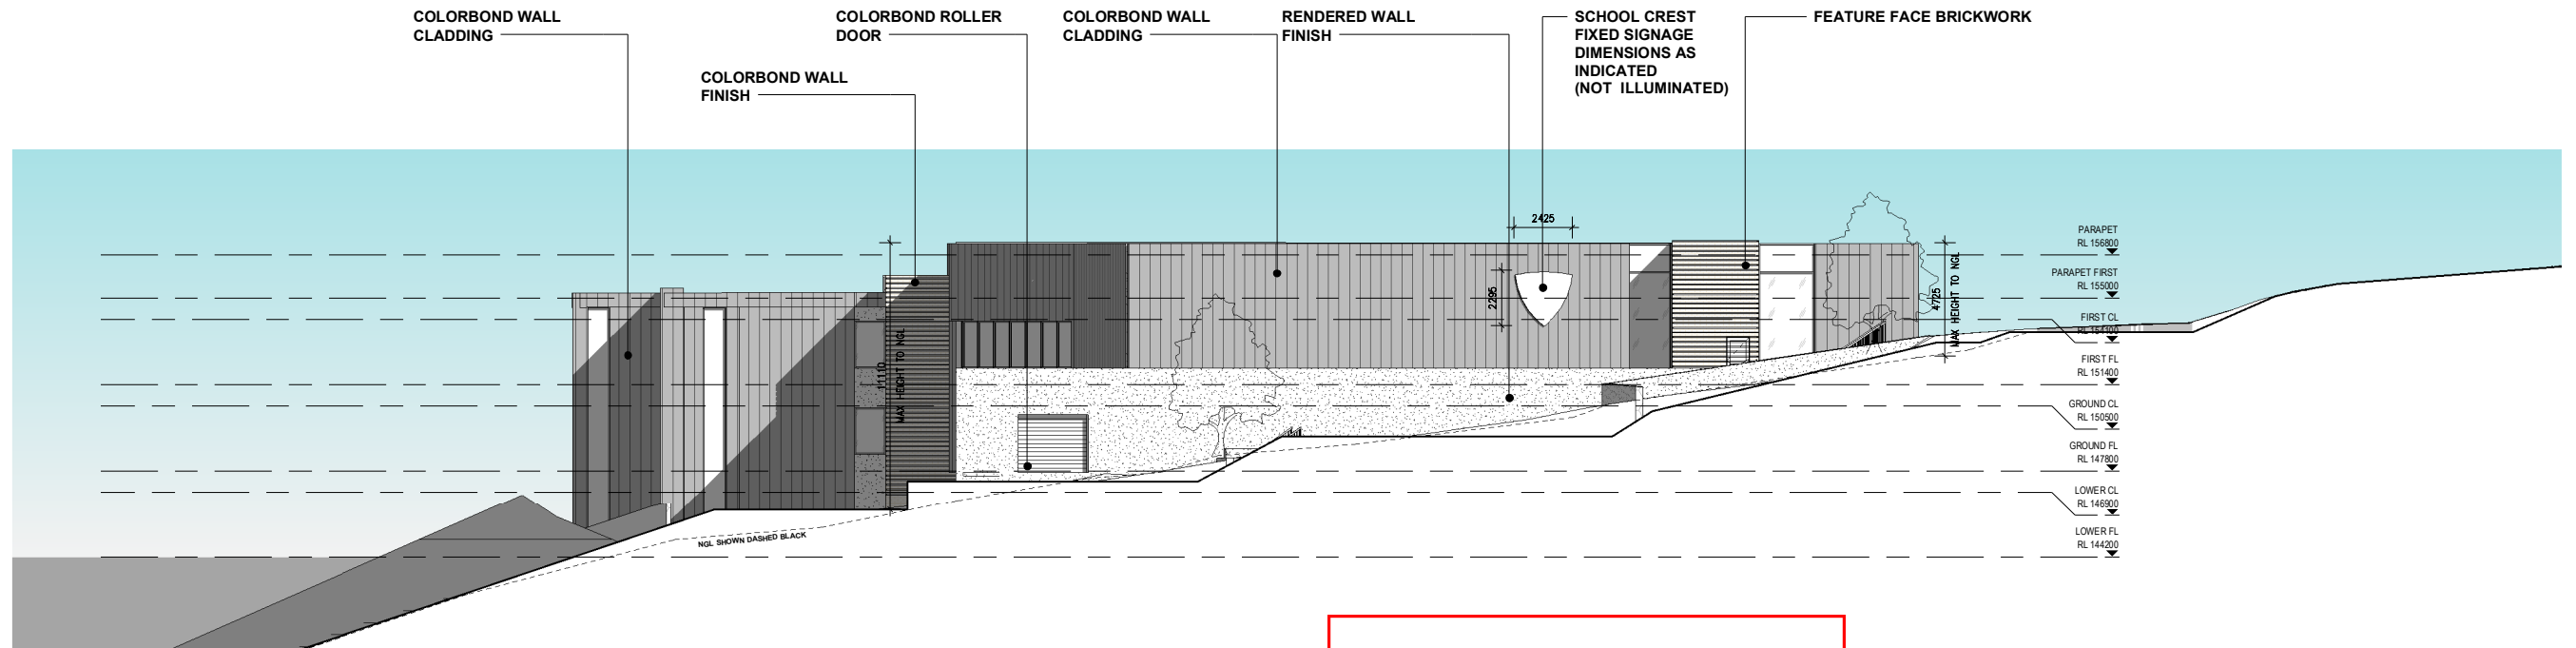 COLORBOND WALL
CLADDING
COLORBOND WALL
FINISH
COLORBOND ROLLER
DOOR
COLORBOND WALL
CLADDING
RENDERED WALL
FINISH
SCHOOL CREST
FIXED SIGNAGE
DIMENSIONS AS
INDICATED
(NOT ILLUMINATED)
FEATURE FACE BRICKWORK
2425
2295
11110
MAX HEIGHT TO NGL
4725
MAX HEIGHT TO NGL
PARAPET
RL 156800
PARAPET FIRST
RL 155000
FIRST CL
RL 154100
FIRST FL
RL 151400
GROUND CL
RL 150500
GROUND FL
RL 147800
LOWER CL
RL 146900
LOWER FL
RL 144200
NGL SHOWN DASHED BLACK